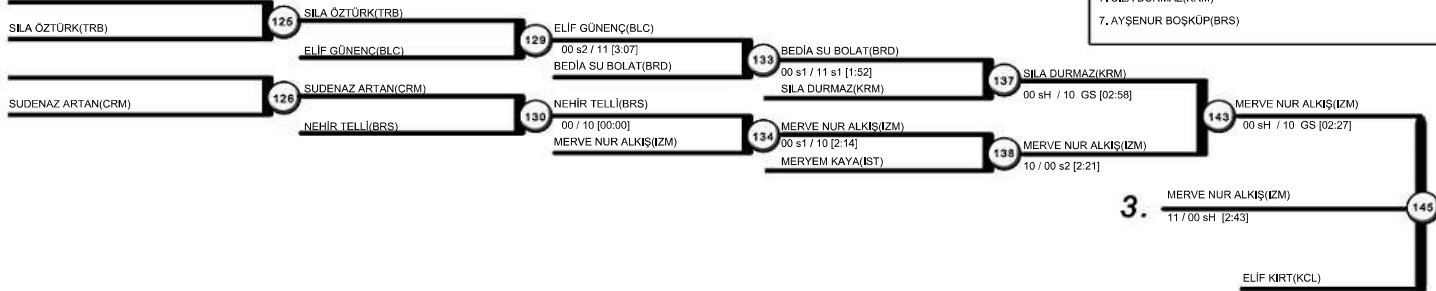 7. SILA DURMAZ(KRM)
7. AYŞENUR BOŞKÜP(BRS)
SILA ÖZTÜRK(TRB)
125
SILA ÖZTÜRK(TRB)
ELİF GÜNENÇ(BLC)
129
ELİF GÜNENÇ(BLC)
00 s2 / 11 [3:07]
BEDİA SU BOLAT(BRD)
133
BEDİA SU BOLAT(BRD)
00 s1 / 11 s1 [1:52]
SILA DURMAZ(KRM)
137
SILA DURMAZ(KRM)
00 sH / 10 GS [02:58]
SUDENAZ ARTAN(CRM)
126
SUDENAZ ARTAN(CRM)
NEHİR TELLİ(BRS)
130
NEHİR TELLİ(BRS)
00 / 10 [00:00]
MERVE NUR ALKIŞ(IZM)
134
MERVE NUR ALKIŞ(IZM)
00 s1 / 10 [2:14]
MERYEM KAYA(IST)
138
MERVE NUR ALKIŞ(IZM)
10 / 00 s2 [2:21]
143
MERVE NUR ALKIŞ(IZM)
00 sH / 10 GS [02:27]
3.
MERVE NUR ALKIŞ(IZM)
11 / 00 sH [2:43]
145
ELİF KIRT(KCL)